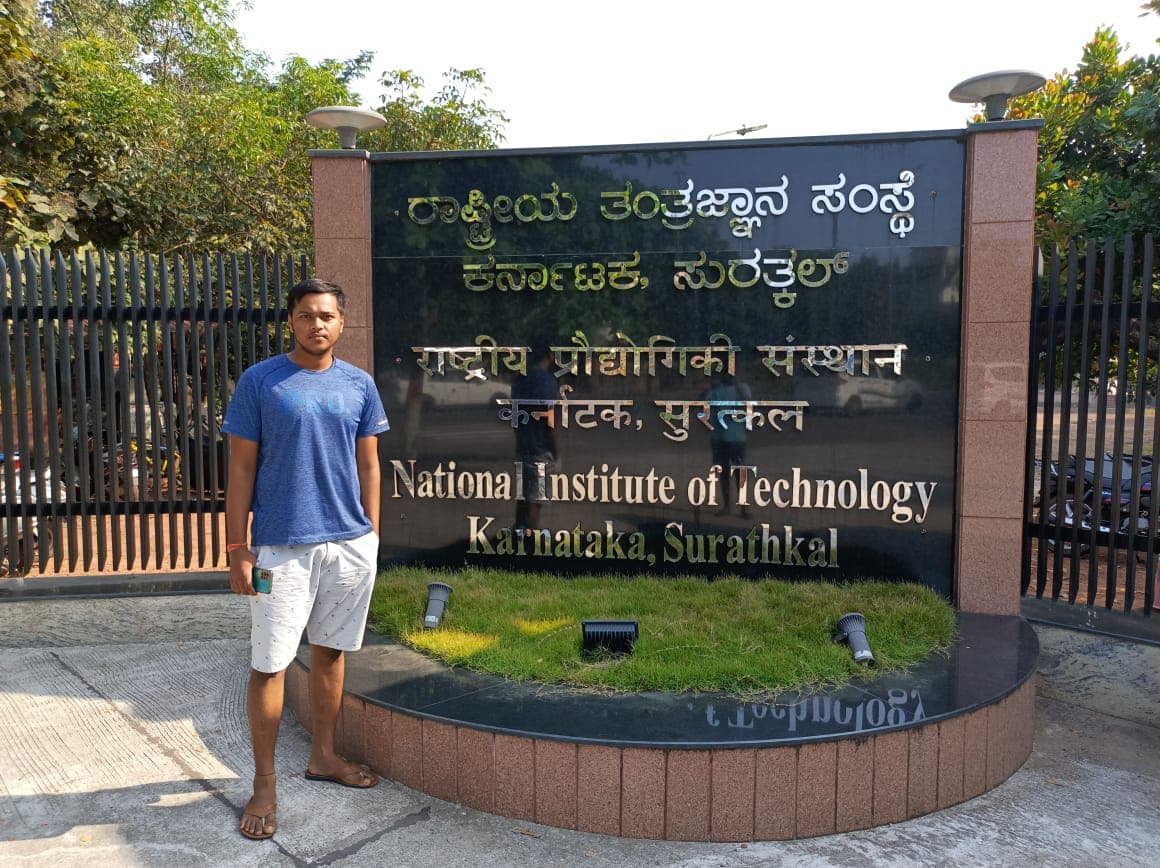 ರಾಷ್ಟ್ರೀಯ ತಂತ್ರಜ್ಞಾನ ಸಂಸ್ಥೆ
ಕರ್ನಾಟಕ, ಸುರತ್ಕಲ್
राष्ट्रीय प्रौद्योगिकी संस्थान
कर्नाटक, सुरत्कल
National Institute of Technology
Karnataka, Surathkal